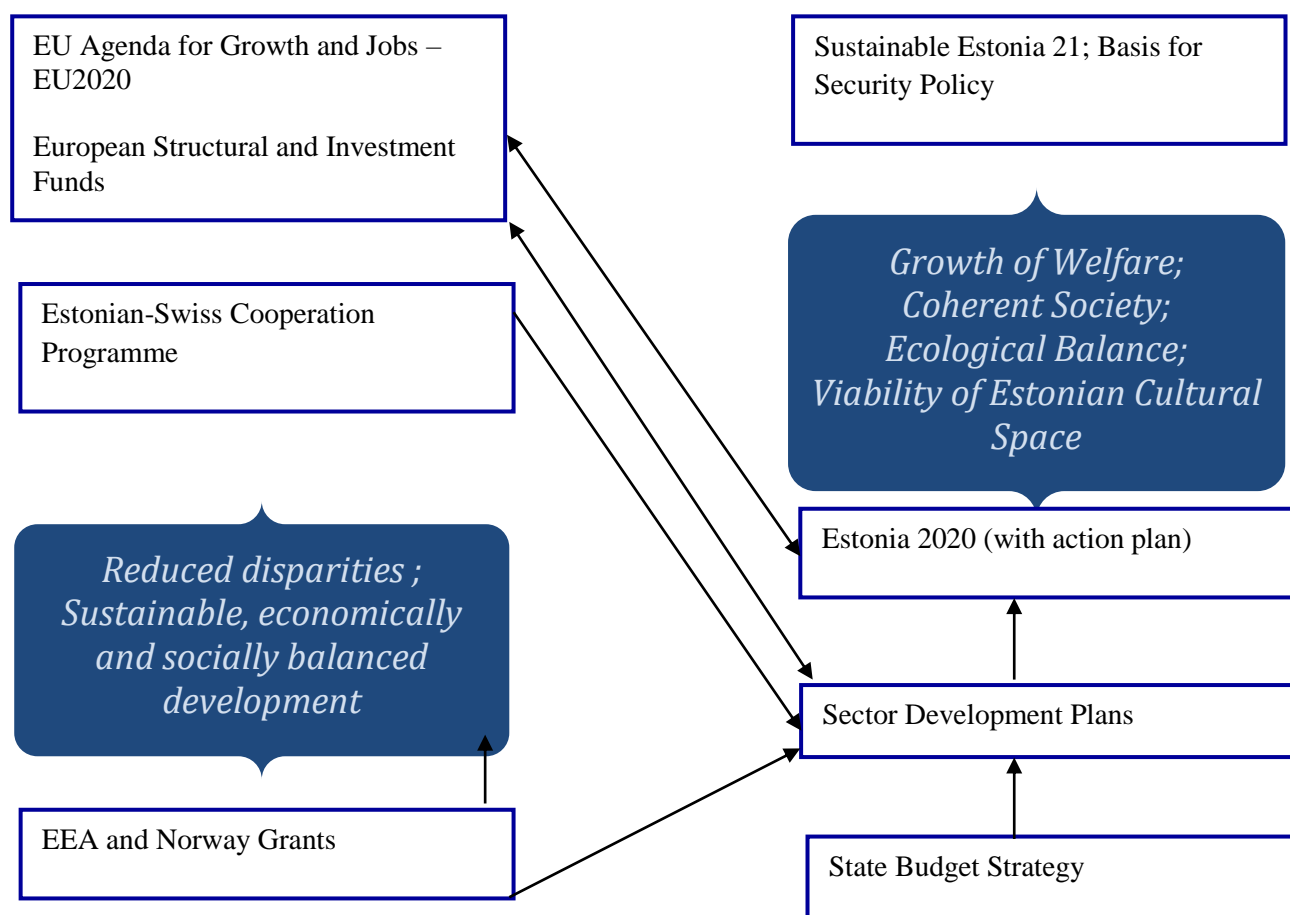 EU Agenda for Growth and Jobs –
EU2020
European Structural and Investment
Funds
Sustainable Estonia 21; Basis for
Security Policy
Growth of Welfare;
Coherent Society;
Ecological Balance;
Viability of Estonian Cultural
Space
Estonian-Swiss Cooperation
Programme
Estonia 2020 (with action plan)
Reduced disparities ;
Sustainable, economically
and socially balanced
development
Sector Development Plans
EEA and Norway Grants
State Budget Strategy